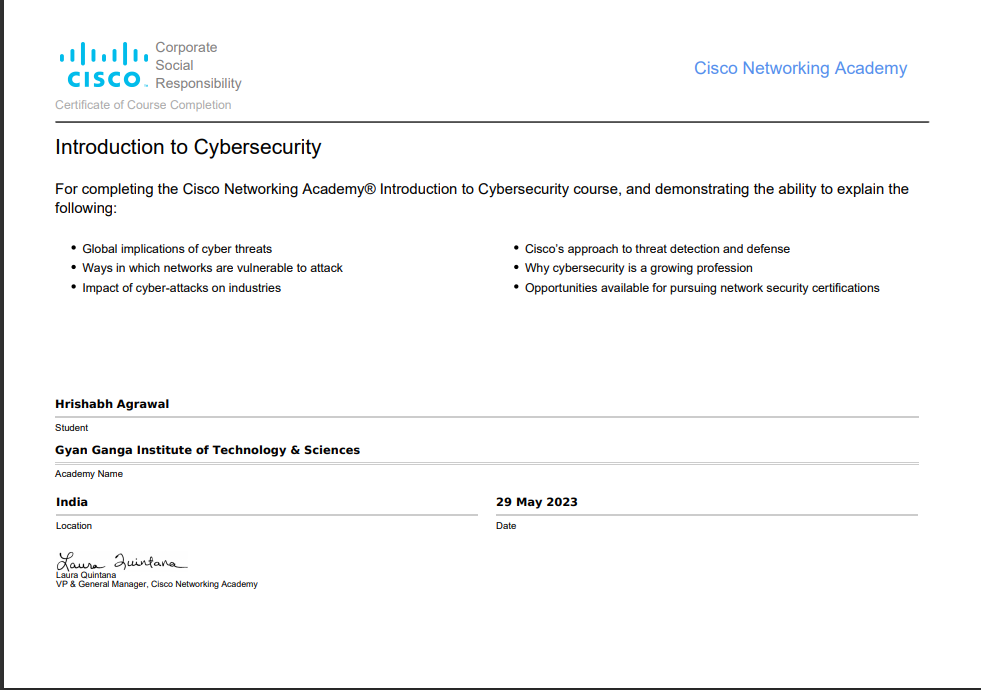 Corporate
Social
CISCO Responsibility
Cisco Networking Academy
Certificate of Course Completion
Introduction to Cybersecurity
For completing the Cisco Networking Academy® Introduction to Cybersecurity course, and demonstrating the ability to explain the
following:
• Global implications of cyber threats
• Ways in which networks are vulnerable to attack
• Impact of cyber-attacks on industries
• Cisco’s approach to threat detection and defense
• Why cybersecurity is a growing profession
• Opportunities available for pursuing network security certifications
Hrishabh Agrawal
Student
Gyan Ganga Institute of Technology & Sciences
Academy Name
India
Location
29 May 2023
Date
Laura Quintana
Laura Quintana
VP & General Manager, Cisco Networking Academy